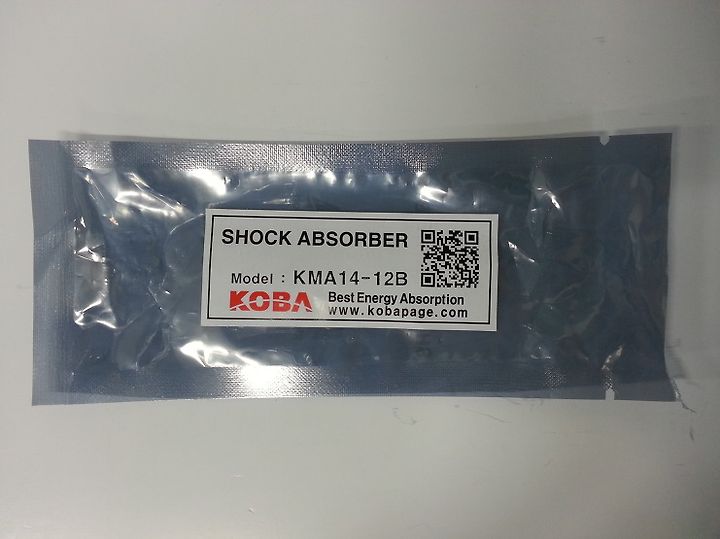 SHOCK ABSORBER
Model : KMA14-12B
KOBA Best Energy Absorption
www.kobapage.com